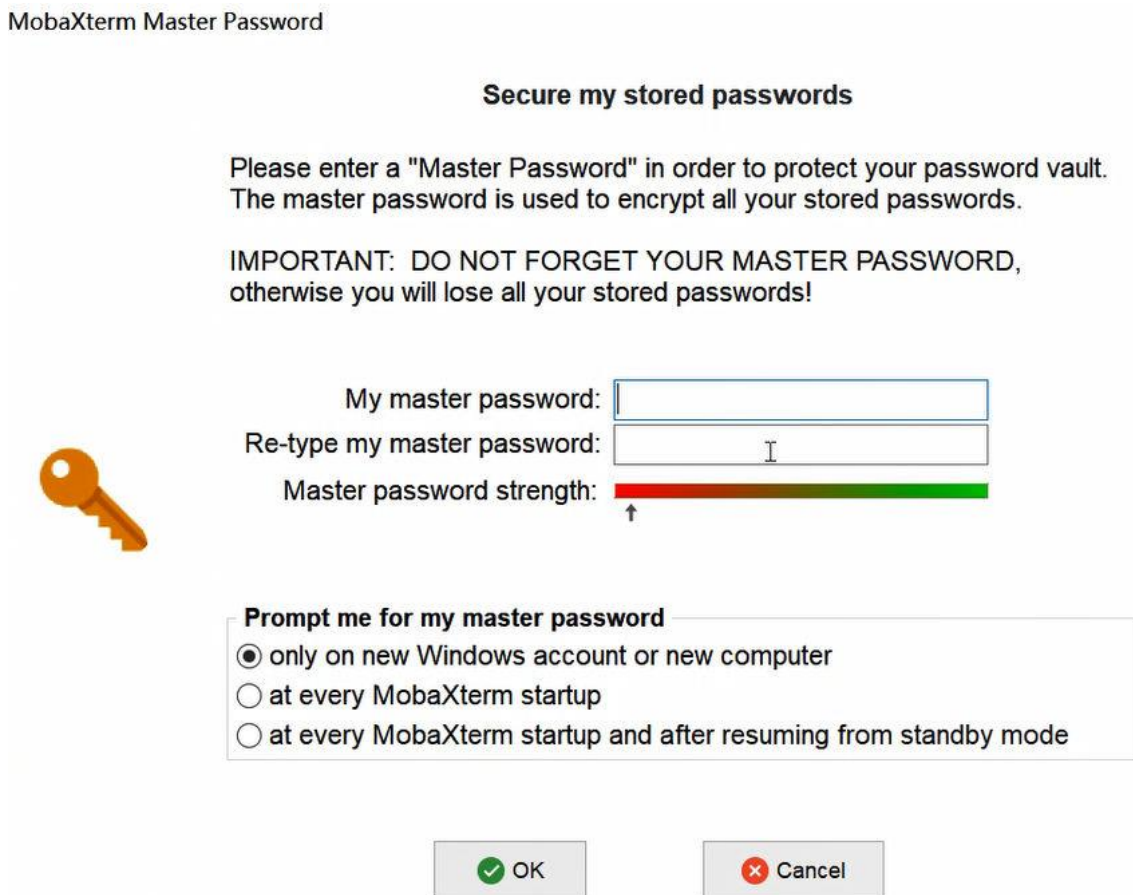 MobaXterm Master Password
Secure my stored passwords
Please enter a "Master Password" in order to protect your password vault.
The master password is used to encrypt all your stored passwords.
IMPORTANT:  DO NOT FORGET YOUR MASTER PASSWORD,
otherwise you will lose all your stored passwords!
My master password:
Re-type my master password:
Master password strength:
Prompt me for my master password
only on new Windows account or new computer
at every MobaXterm startup
at every MobaXterm startup and after resuming from standby mode
OK Cancel